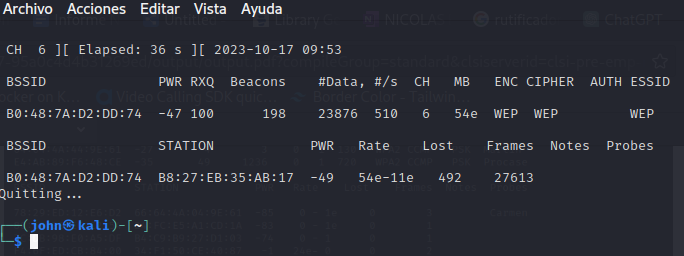 Archivo Acciones Editar Vista Ayuda
CH 6 ][ Elapsed: 36 s ][ 2023-10-17 09:53
BSSID PWR RXQ Beacons #Data, #/s CH MB ENC CIPHER AUTH ESSID
B0:48:7A:D2:DD:74 -47 100 198 23876 510 6 54e WEP WEP WEP
BSSID STATION PWR Rate Lost Frames Notes Probes
B0:48:7A:D2:DD:74 B8:27:EB:35:AB:17 -49 54e-11e 492 27613
Quitting...
┌──(john㉿kali)-[~]
└─$